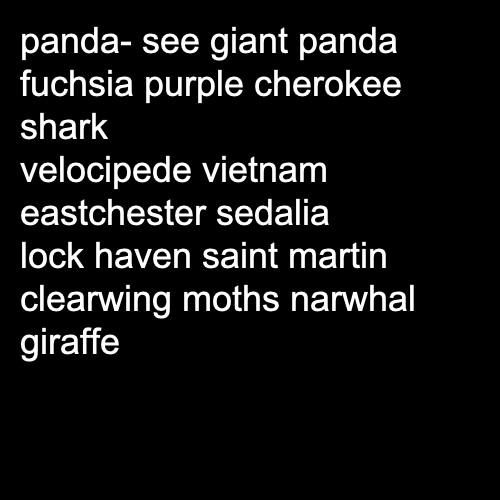 panda- see giant panda
fuchsia purple cherokee
shark
velocipede vietnam
eastchester sedalia
lock haven saint martin
clearwing moths narwhal
giraffe